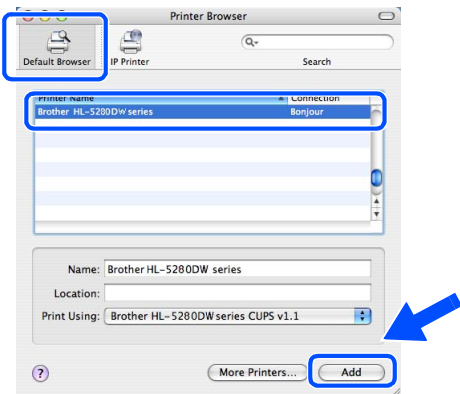 Printer Browser
Default Browser
IP Printer
Search
Printer Name Connection
Brother HL-5280DW series Bonjour
Name: Brother HL-5280DW series
Location:
Print Using: Brother HL-5280DW series CUPS v1.1
? More Printers... Add